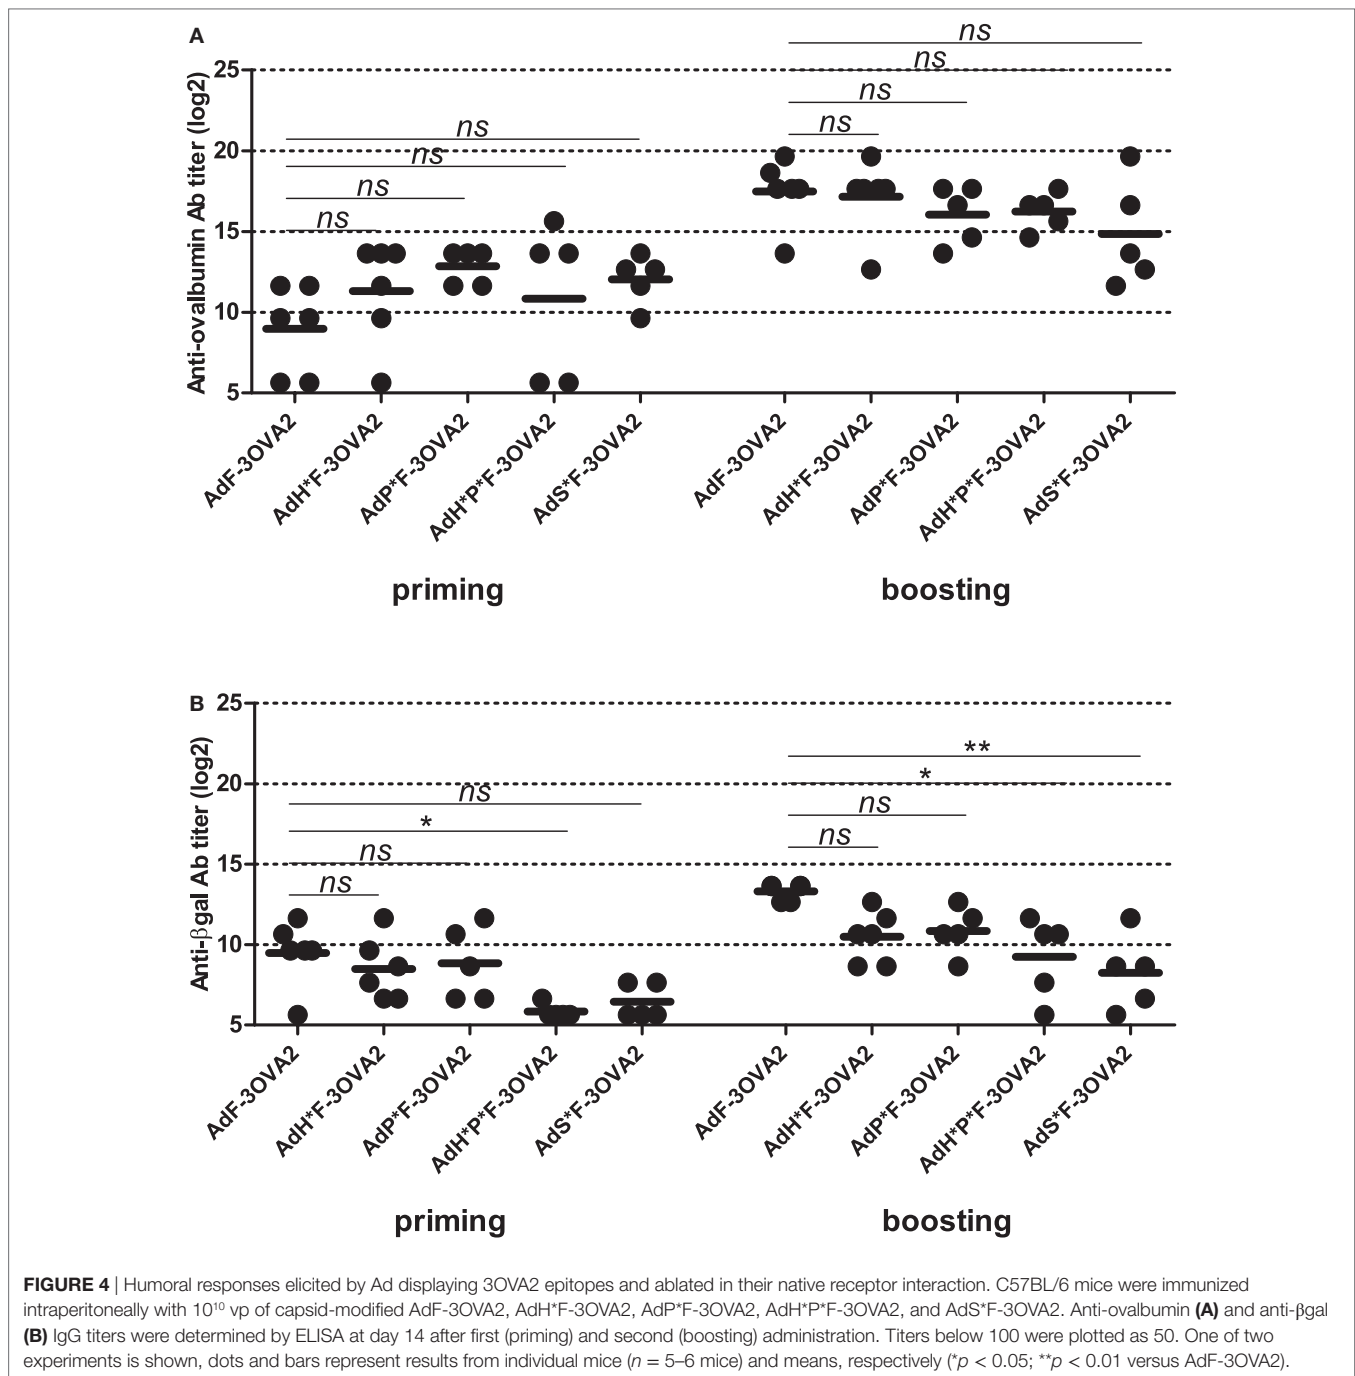 A
Anti-ovalbumin Ab titer (log2)
25
20
15
10
5
ns
ns
ns
ns
ns
ns
ns
ns
AdF-3OVA2
AdH*F-3OVA2
AdP*F-3OVA2
AdH*P*F-3OVA2
AdS*F-3OVA2
AdF-3OVA2
AdH*F-3OVA2
AdP*F-3OVA2
AdH*P*F-3OVA2
AdS*F-3OVA2
priming
boosting
B
Anti-βgal Ab titer (log2)
25
20
15
10
5
ns
*
ns
ns
**
*
ns
ns
AdF-3OVA2
AdH*F-3OVA2
AdP*F-3OVA2
AdH*P*F-3OVA2
AdS*F-3OVA2
AdF-3OVA2
AdH*F-3OVA2
AdP*F-3OVA2
AdH*P*F-3OVA2
AdS*F-3OVA2
priming
boosting
FIGURE 4 | Humoral responses elicited by Ad displaying 3OVA2 epitopes and ablated in their native receptor interaction. C57BL/6 mice were immunized
intraperitoneally with 10¹⁰ vp of capsid-modified AdF-3OVA2, AdH*F-3OVA2, AdP*F-3OVA2, AdH*P*F-3OVA2, and AdS*F-3OVA2. Anti-ovalbumin (A) and anti-βgal
(B) IgG titers were determined by ELISA at day 14 after first (priming) and second (boosting) administration. Titers below 100 were plotted as 50. One of two
experiments is shown, dots and bars represent results from individual mice (n = 5–6 mice) and means, respectively (*p < 0.05; **p < 0.01 versus AdF-3OVA2).